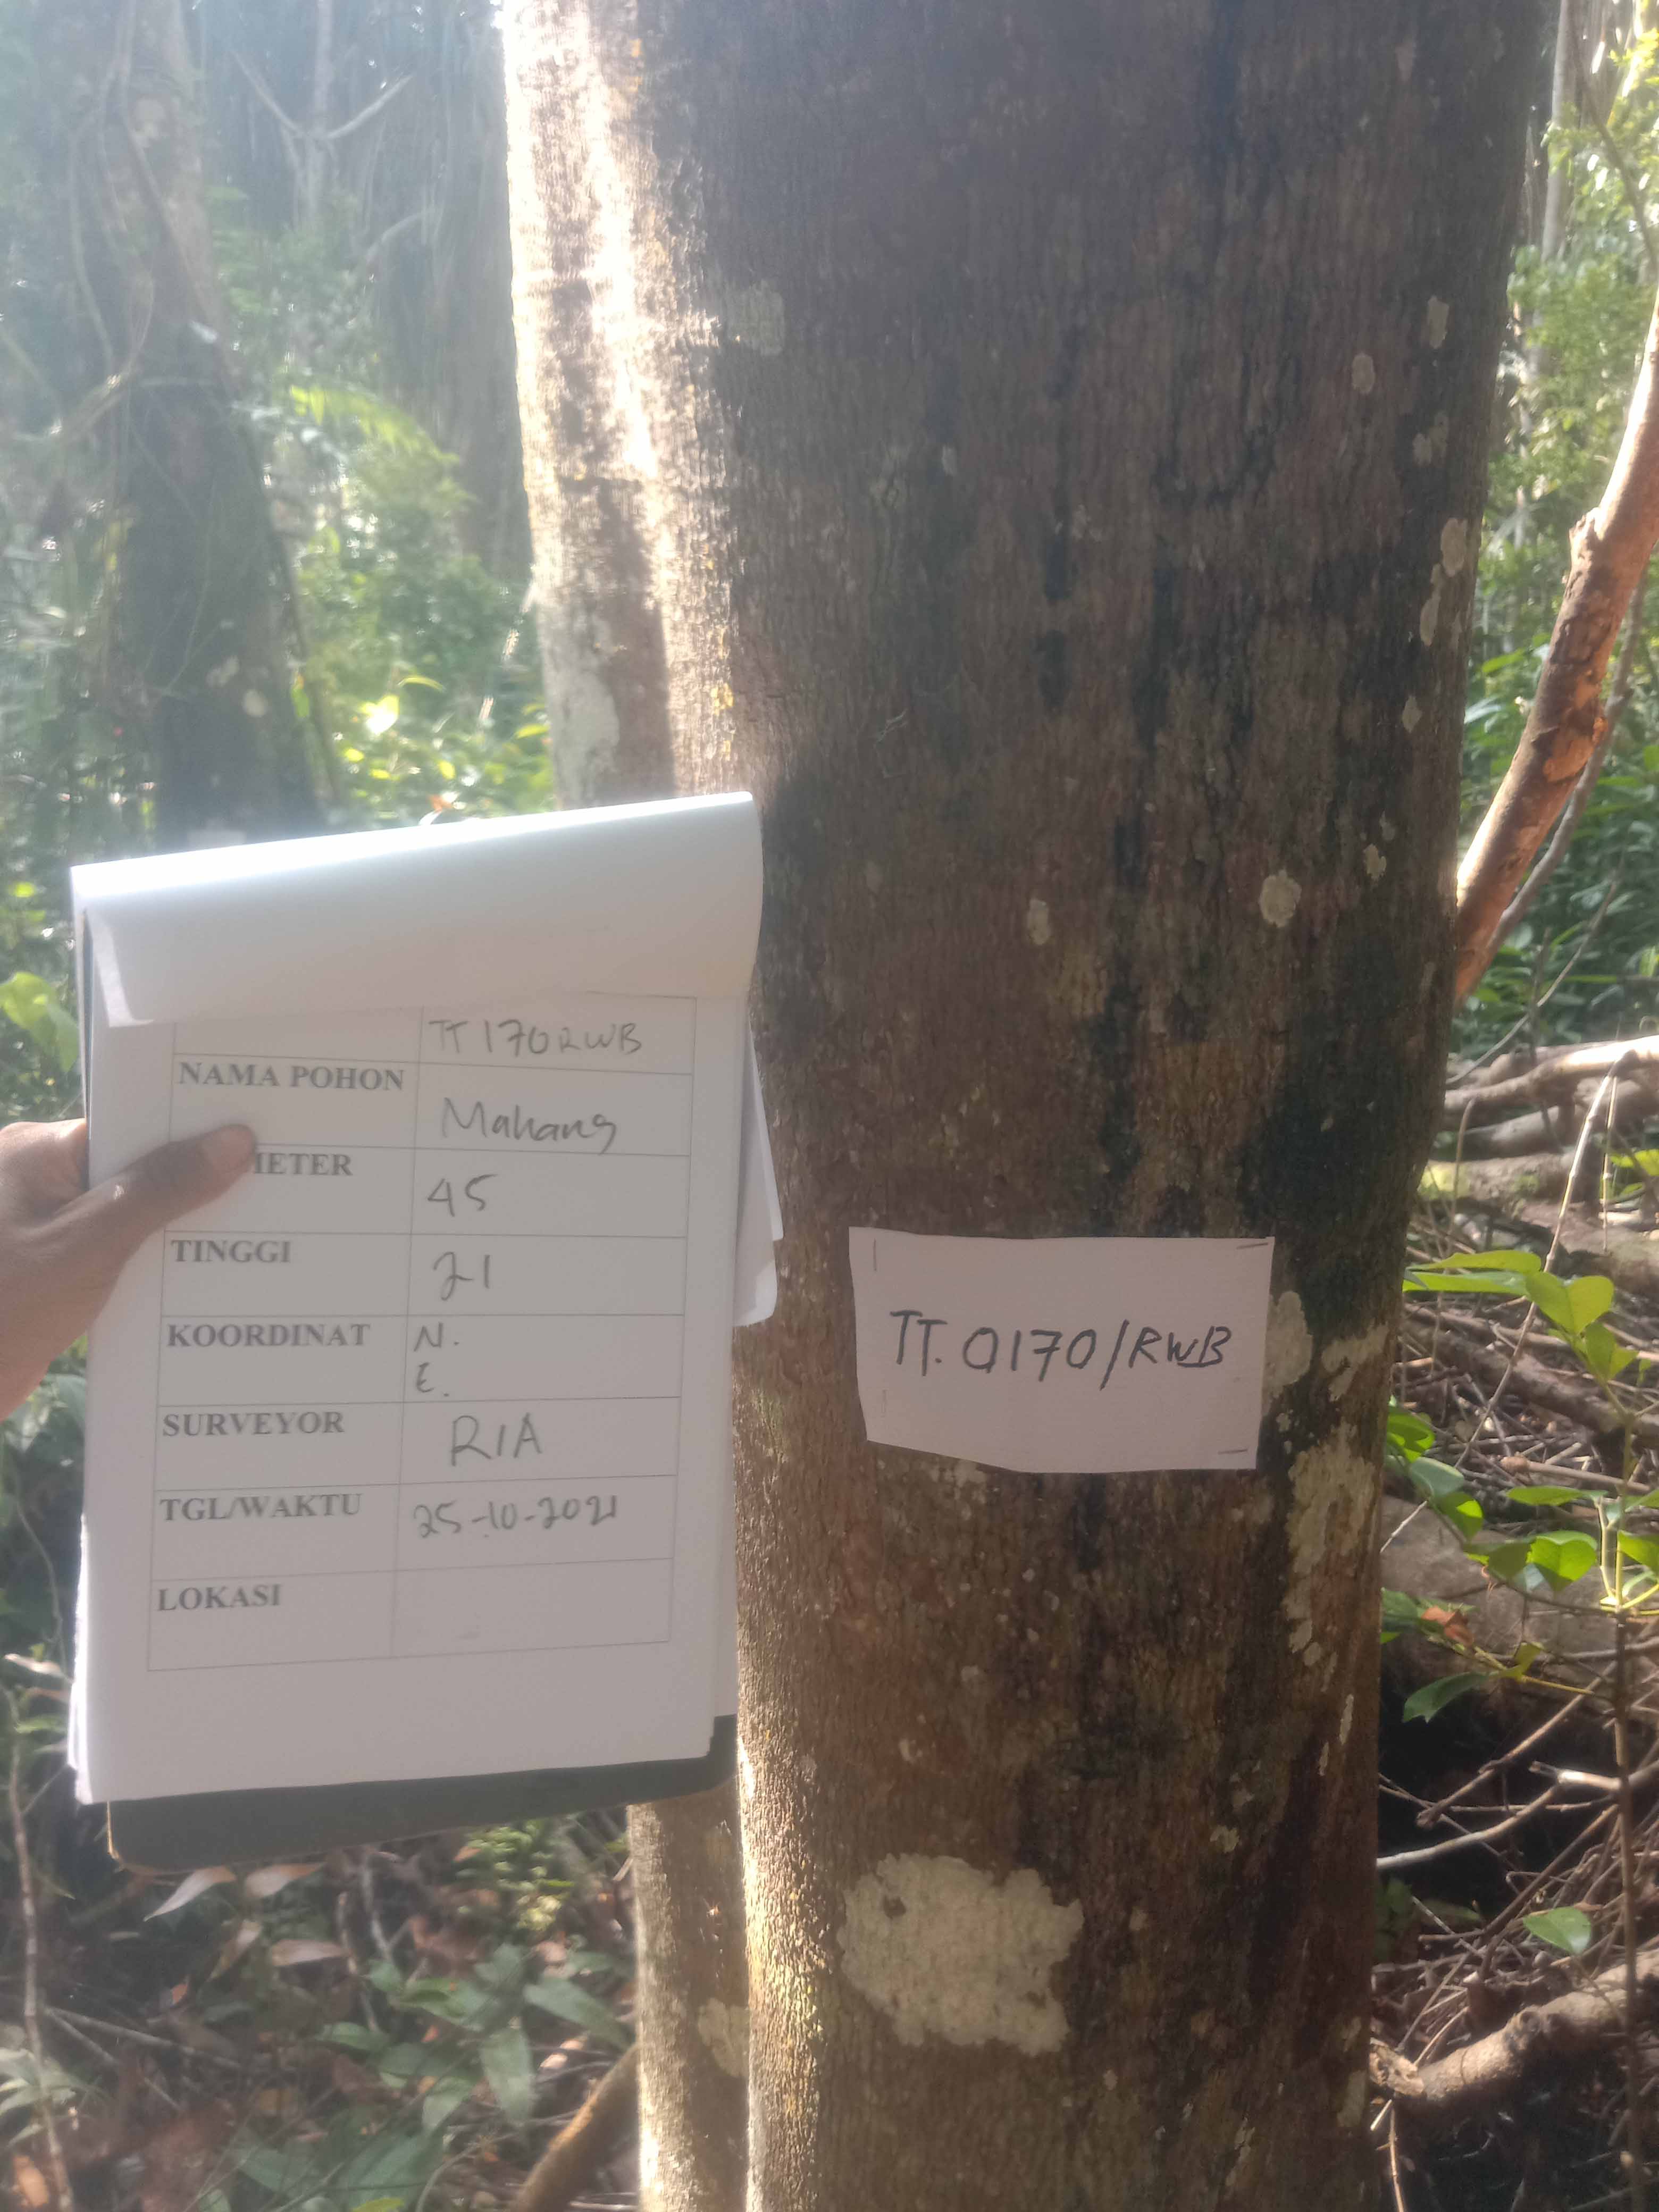 TT 170 RWB
NAMA POHON
Mahang
METER
45
TINGGI
21
KOORDINAT
N.
E.
SURVEYOR
RIA
TGL/WAKTU
25-10-2021
LOKASI
TT. 0170/RWB